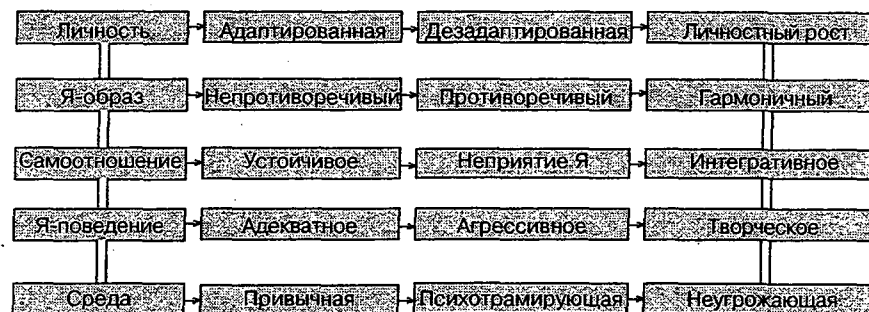 Личность Адаптированная Дезадаптированная Личностный рост
Я-образ Непротиворечивый Противоречивый Гармоничный
Самоотношение Устойчивое Неприятие Я Интегративное
Я-поведение Адекватное Агрессивное Творческое
Среда Привычная Психотрамирующая Неугрожающая